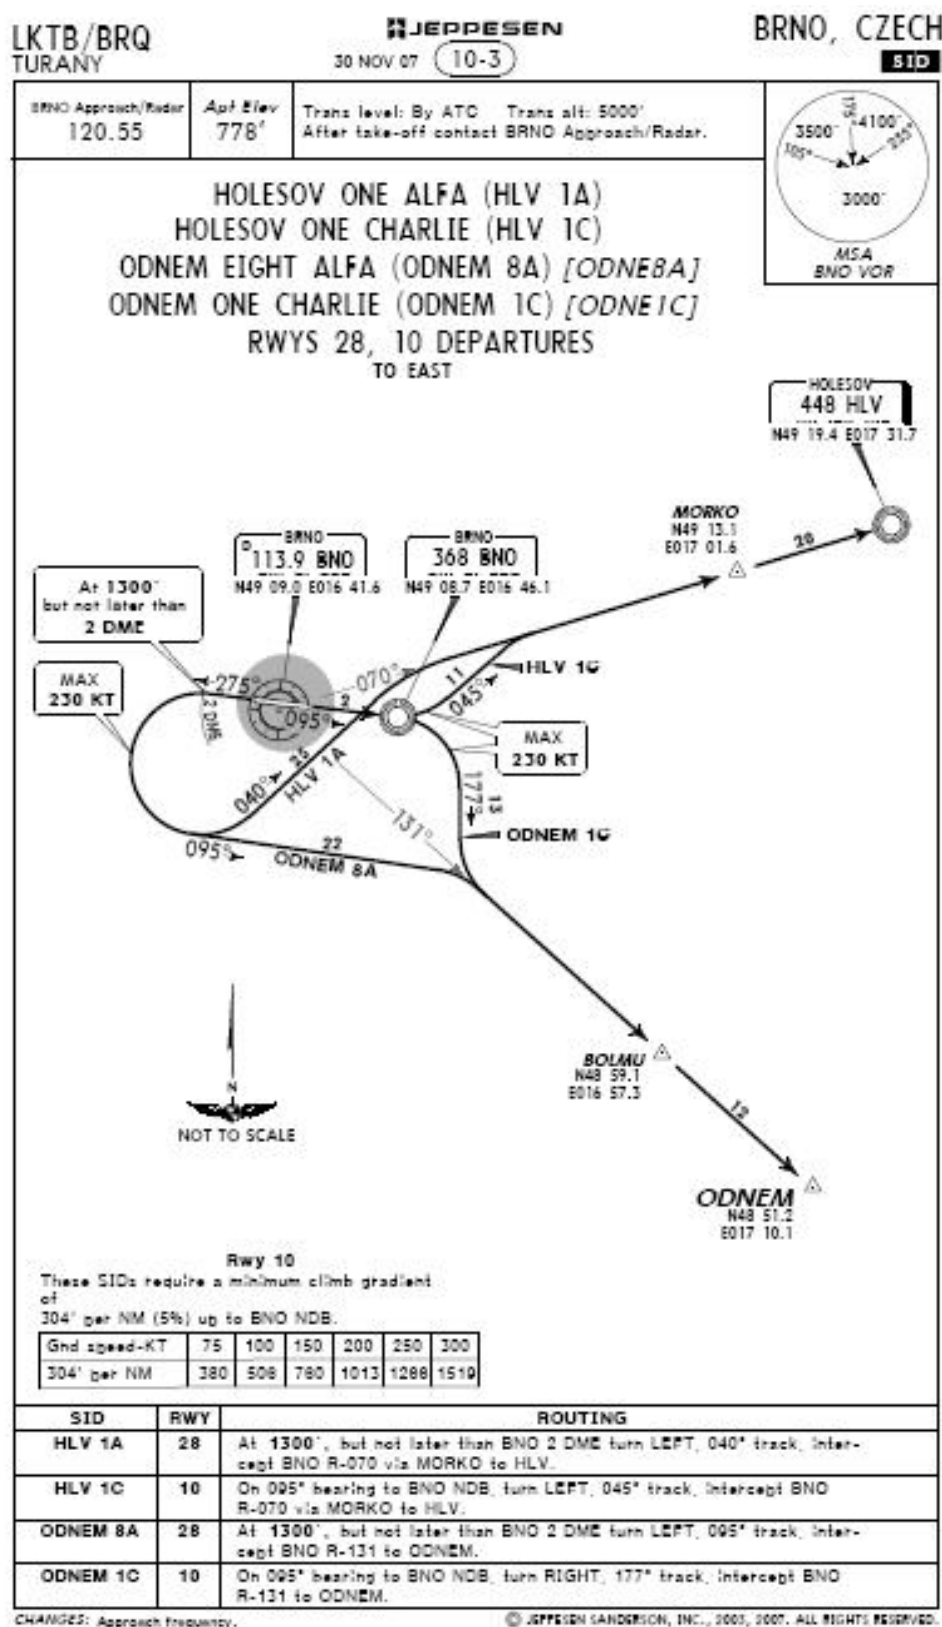 LKTB/BRQ
TURANY
JEPPESEN
30 NOV 07 10-3
BRNO, CZECH
SID
BRNO Approach/Radar
120.55
Apt Elev
778'
Trans level: By ATC Trans alt: 5000'
After take-off contact BRNO Approach/Radar.
175°
3500'
4100'
105°
255°
3000'
MSA
BNO VOR
HOLESOV ONE ALFA (HLV 1A)
HOLESOV ONE CHARLIE (HLV 1C)
ODNEM EIGHT ALFA (ODNEM 8A) [ODNE8A]
ODNEM ONE CHARLIE (ODNEM 1C) [ODNE1C]
RWYS 28, 10 DEPARTURES
TO EAST
HOLESOV
448 HLV
N49 19.4 E017 31.7
MORKO
N49 13.1
E017 01.6
20
BRNO
D 113.9 BNO
N49 09.0 E016 41.6
BRNO
368 BNO
N49 08.7 E016 46.1
At 1300'
but not later than
2 DME
MAX
230 KT
275°
2 DME
095°
2
070°
11
045°
HLV 1C
MAX
230 KT
25
040°
HLV 1A
131°
177°
13
ODNEM 1C
095°
22
ODNEM 8A
BOLMU
N48 59.1
E016 57.3
12
N
NOT TO SCALE
ODNEM
N48 51.2
E017 10.1
Rwy 10
These SIDs require a minimum climb gradient
of
304' per NM (5%) up to BNO NDB.
Gnd speed-KT 75 100 150 200 250 300
304' per NM 380 506 760 1013 1266 1519
SID RWY ROUTING
HLV 1A 28 At 1300', but not later than BNO 2 DME turn LEFT, 040° track, inter-
cept BNO R-070 via MORKO to HLV.
HLV 1C 10 On 095° bearing to BNO NDB, turn LEFT, 045° track, intercept BNO
R-070 via MORKO to HLV.
ODNEM 8A 28 At 1300', but not later than BNO 2 DME turn LEFT, 095° track, inter-
cept BNO R-131 to ODNEM.
ODNEM 1C 10 On 095° bearing to BNO NDB, turn RIGHT, 177° track, intercept BNO
R-131 to ODNEM.
CHANGES: Approach frequency.
© JEPPESEN SANDERSON, INC., 2003, 2007. ALL RIGHTS RESERVED.